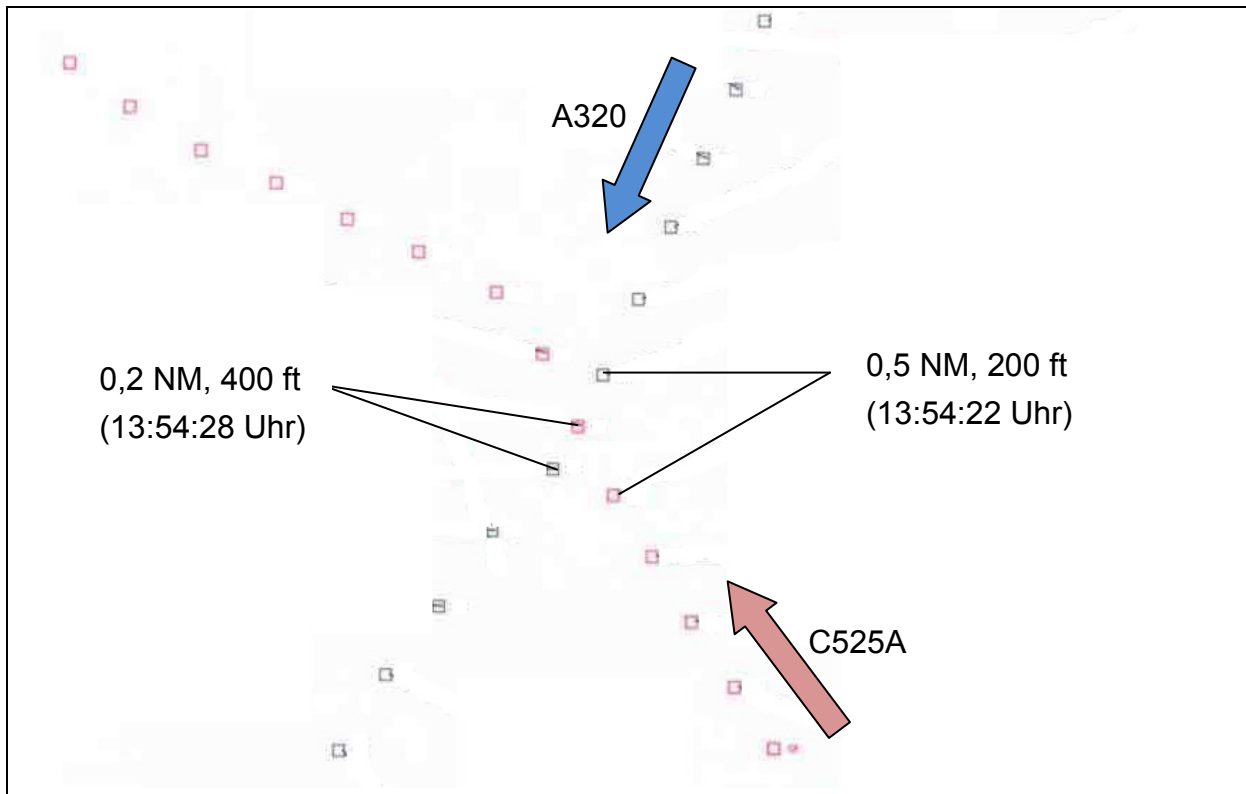 A320
0,2 NM, 400 ft
(13:54:28 Uhr)
0,5 NM, 200 ft
(13:54:22 Uhr)
C525A